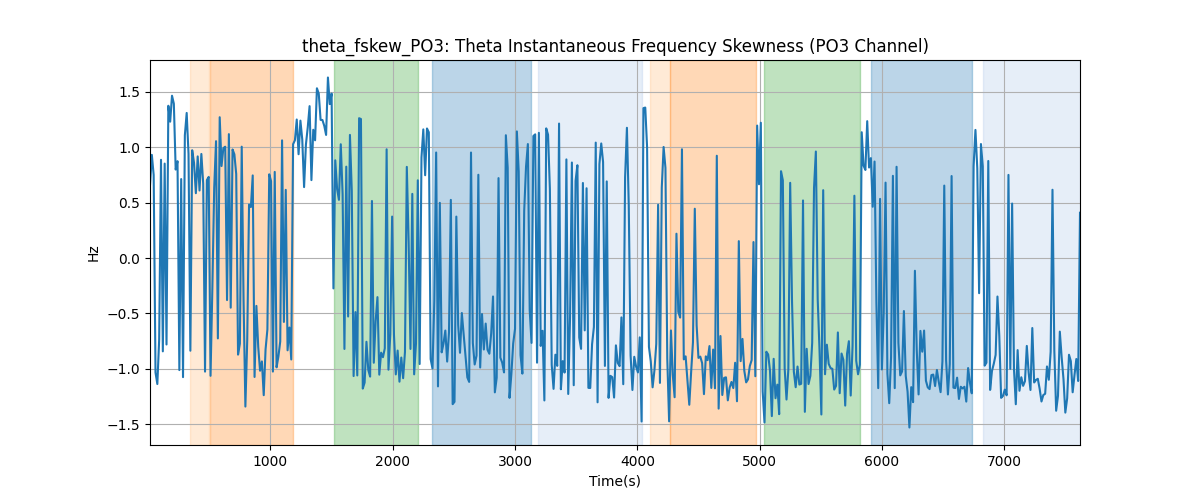 theta_fskew_PO3: Theta Instantaneous Frequency Skewness (PO3 Channel)
1.5
1.0
0.5
0.0
−0.5
−1.0
−1.5
Hz
1000 2000 3000 4000 5000 6000 7000
Time(s)